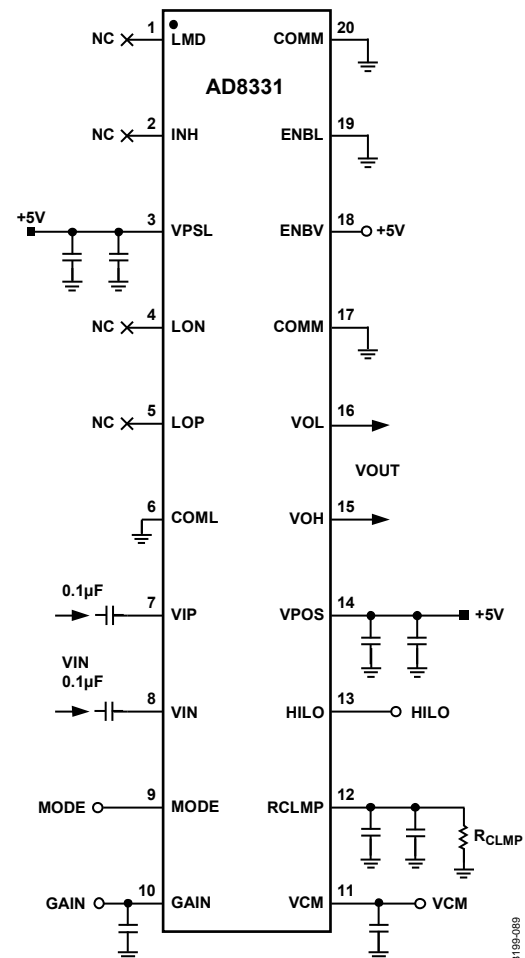 1 20
NC LMD COMM
AD8331
2 19
NC INH ENBL
+5V 3 18
VPSL ENBV +5V
4 17
NC LON COMM
5 16
NC LOP VOL
VOUT
6 15
COML VOH
0.1µF 7 14
VIP VPOS +5V
VIN
0.1µF 8 13
VIN HILO HILO
9 12
MODE MODE RCLMP
RCLMP
10 11
GAIN GAIN VCM VCM